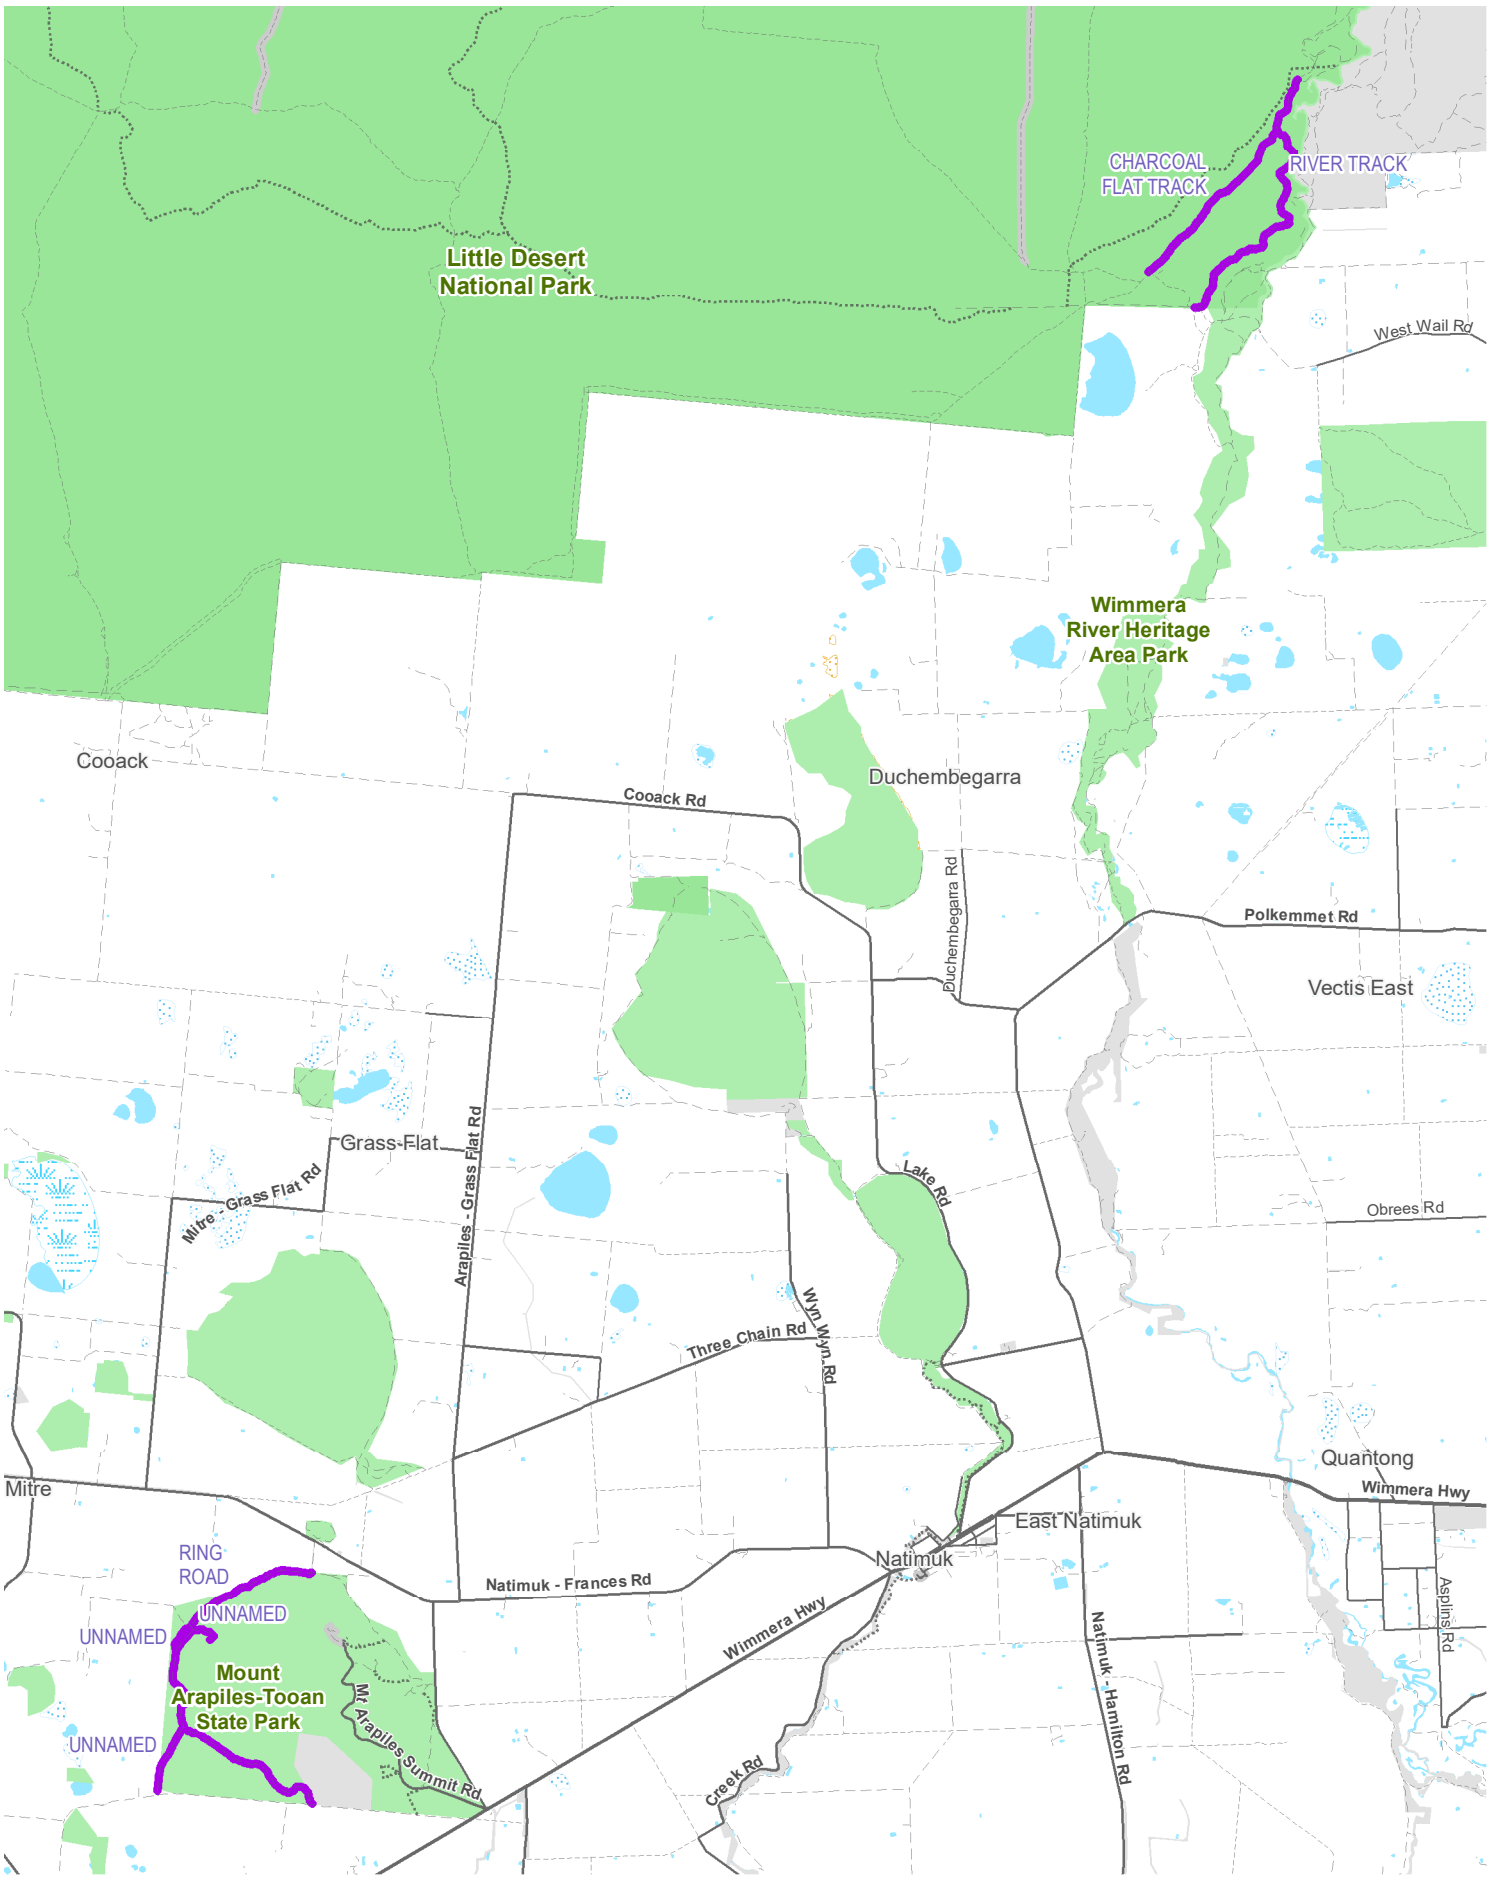 CHARCOAL
FLAT TRACK
RIVER TRACK
Little Desert
National Park
West Wail Rd
Wimmera
River Heritage
Area Park
Cooack
Duchembegarra
Cooack Rd
Duchembegarra Rd
Polkemmet Rd
Vectis East
Grass Flat
Arapiles - Grass Flat Rd
Mitre - Grass Flat Rd
Lake Rd
Obrees Rd
Wyn Wyn Rd
Three Chain Rd
Quantong
Mitre
Wimmera Hwy
East Natimuk
Natimuk
RING
ROAD
Natimuk - Frances Rd
UNNAMED
UNNAMED
Wimmera Hwy
Asplins Rd
Mount
Arapiles-Tooan
State Park
Mt Arapiles Summit Rd
Natimuk - Hamilton Rd
UNNAMED
Creek Rd